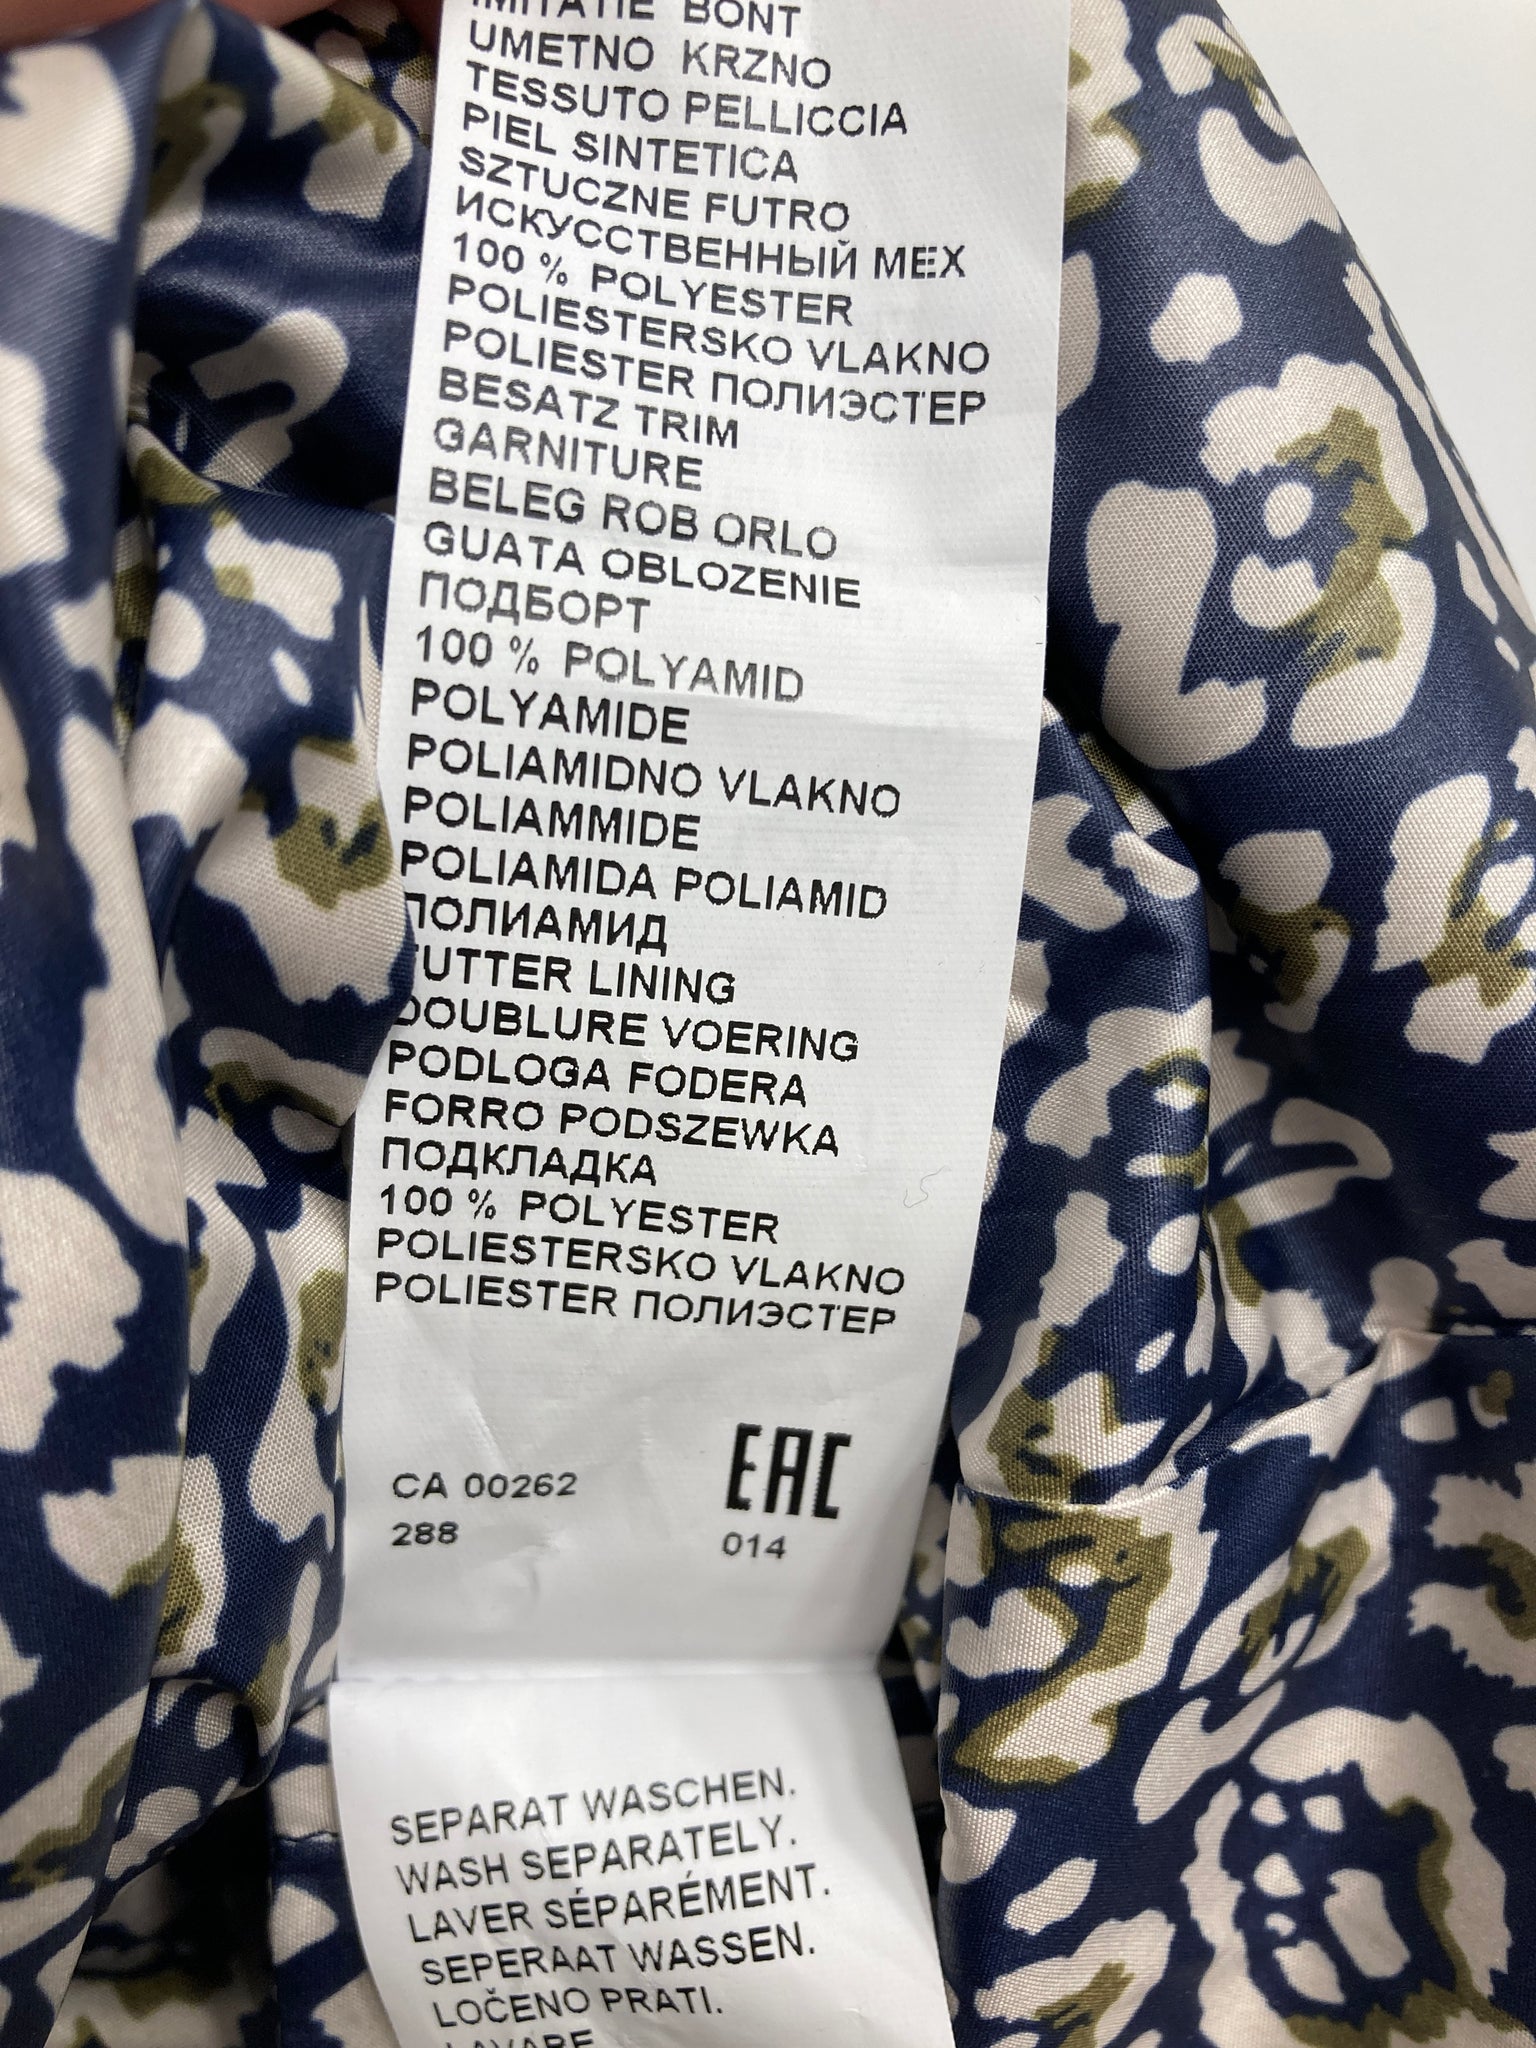 IMITATIE BONT
UMETNO KRZNO
TESSUTO PELLICCIA
PIEL SINTETICA
SZTUCZNE FUTRO
ИСКУССТВЕННЫЙ МЕХ
100 % POLYESTER
POLIESTERSKO VLAKNO
POLIESTER ПОЛИЭСТЕР
BESATZ TRIM
GARNITURE
BELEG ROB ORLO
GUATA OBLOZENIE
ПОДБОРТ
100 % POLYAMID
POLYAMIDE
POLIAMIDNO VLAKNO
POLIAMMIDE
POLIAMIDA POLIAMID
ПОЛИАМИД
FUTTER LINING
DOUBLURE VOERING
PODLOGA FODERA
FORRO PODSZEWKA
ПОДКЛАДКА
100 % POLYESTER
POLIESTERSKO VLAKNO
POLIESTER ПОЛИЭСТЕР
EAC
CA 00262
288
014
SEPARAT WASCHEN.
WASH SEPARATELY.
LAVER SÉPARÉMENT.
SEPERAAT WASSEN.
LOČENO PRATI.
LAVARE